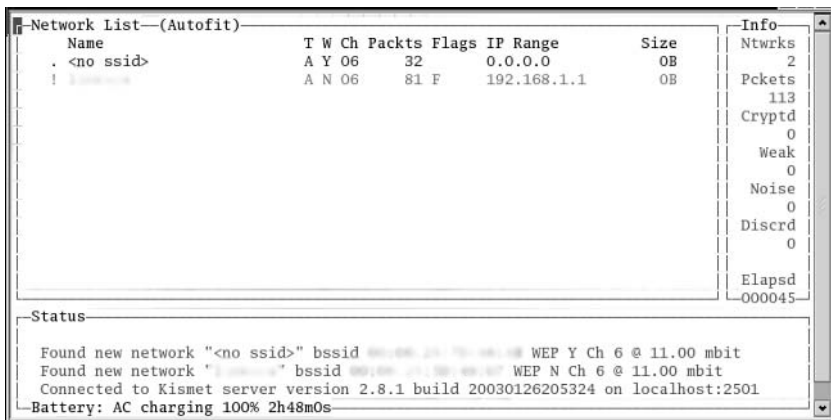 Network List—(Autofit)
Name T W Ch Packts Flags IP Range Size
. <no ssid> A Y 06 32 0.0.0.0 0B
! A N 06 81 F 192.168.1.1 0B
Info
Ntwrks
2
Pckets
113
Cryptd
0
Weak
0
Noise
0
Discrd
0
Elapsd
000045
Status
Found new network "<no ssid>" bssid WEP Y Ch 6 @ 11.00 mbit
Found new network " " bssid WEP N Ch 6 @ 11.00 mbit
Connected to Kismet server version 2.8.1 build 20030126205324 on localhost:2501
Battery: AC charging 100% 2h48m0s